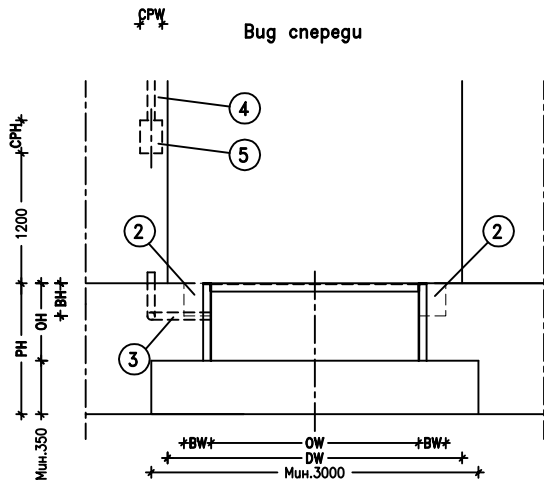 CPW
Вид спереди
4
5
CPH
1200
2
2
BH
OH
PH
3
Мин.350
BW
OW
BW
DW
Мин.3000